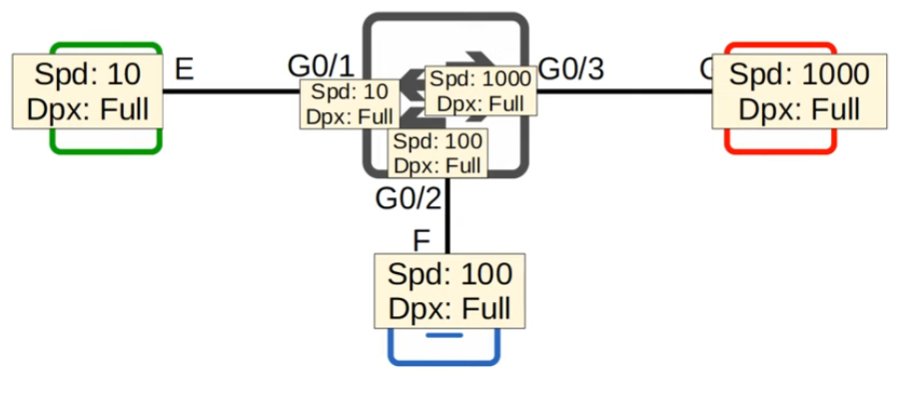 Spd: 10
Dpx: Full
E
G0/1
Spd: 10
Dpx: Full
Spd: 1000
Dpx: Full
G0/3
Spd: 1000
Dpx: Full
Spd: 100
Dpx: Full
G0/2
F
Spd: 100
Dpx: Full